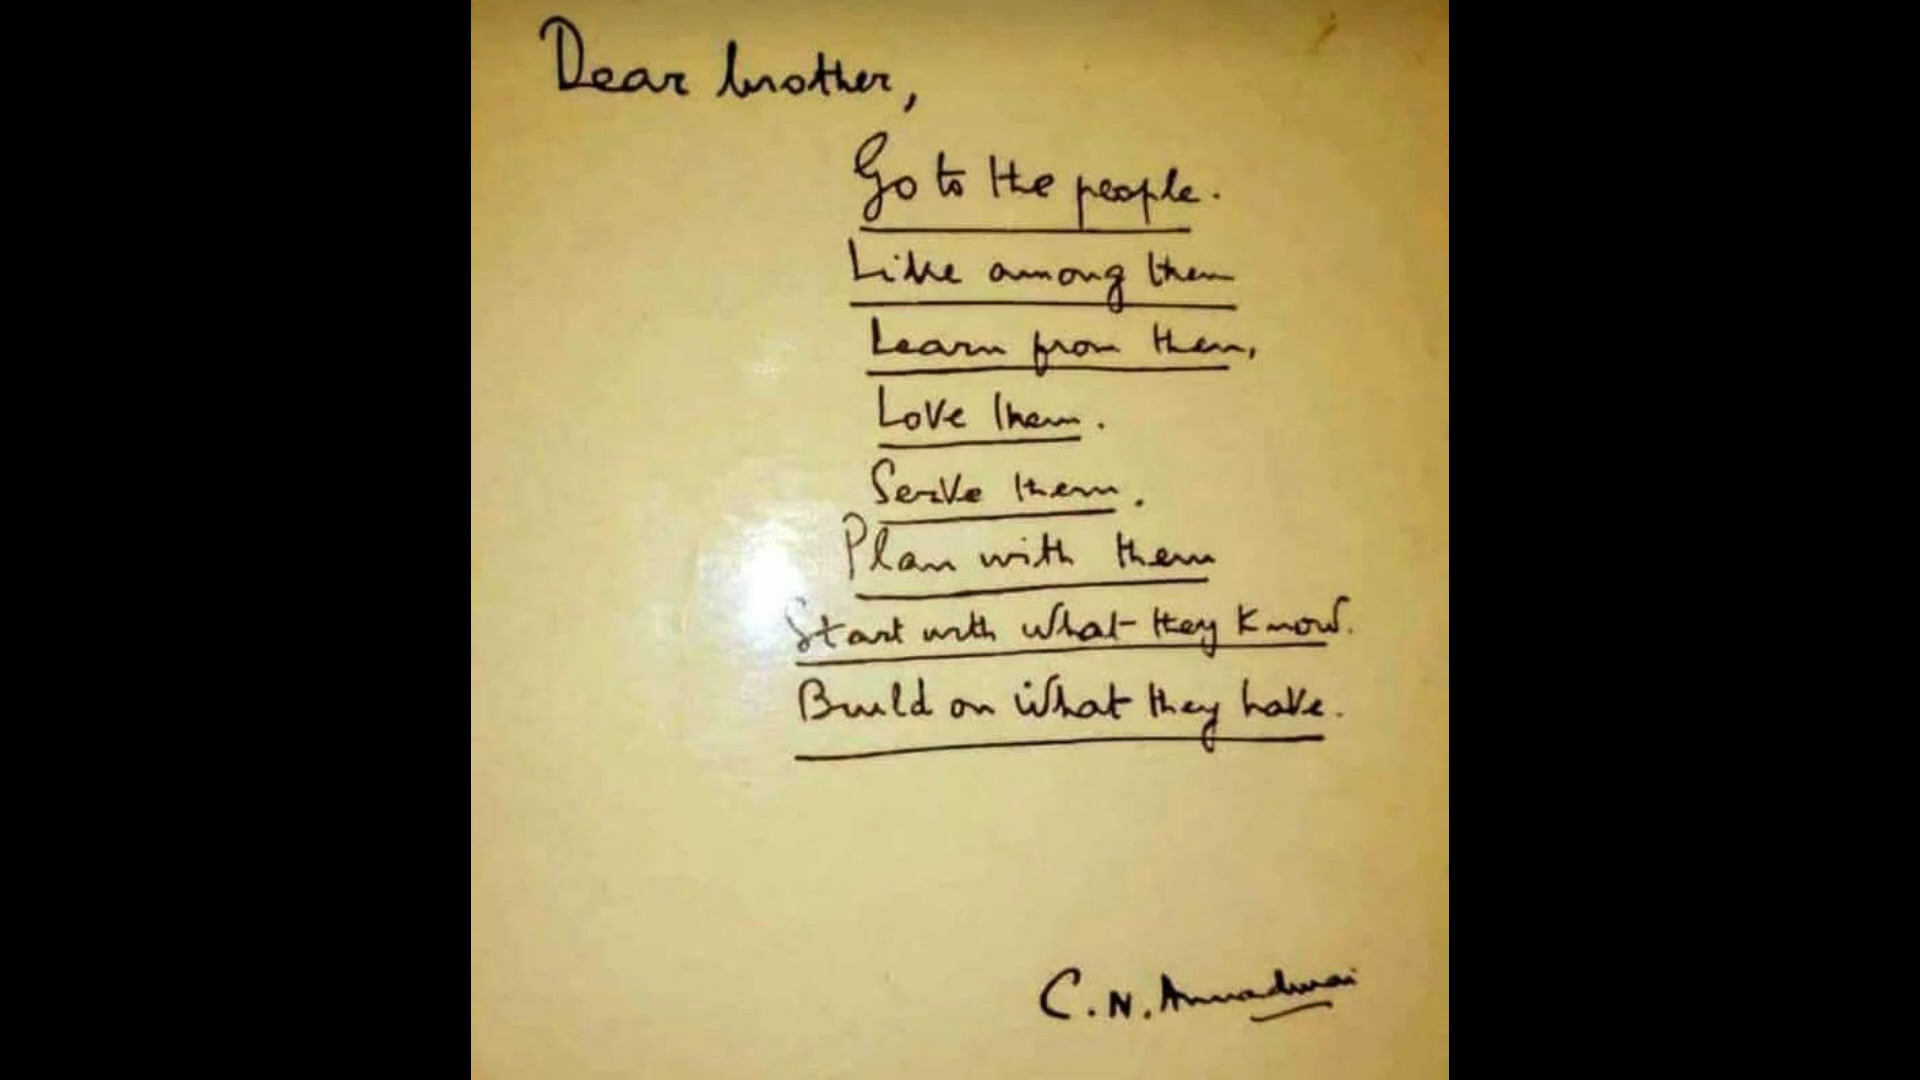 Dear brother,
Go to the people.
Live among them
Learn from them,
Love them.
Serve them.
Plan with them
Start with what they know.
Build on what they have.
C. N. Annadurai